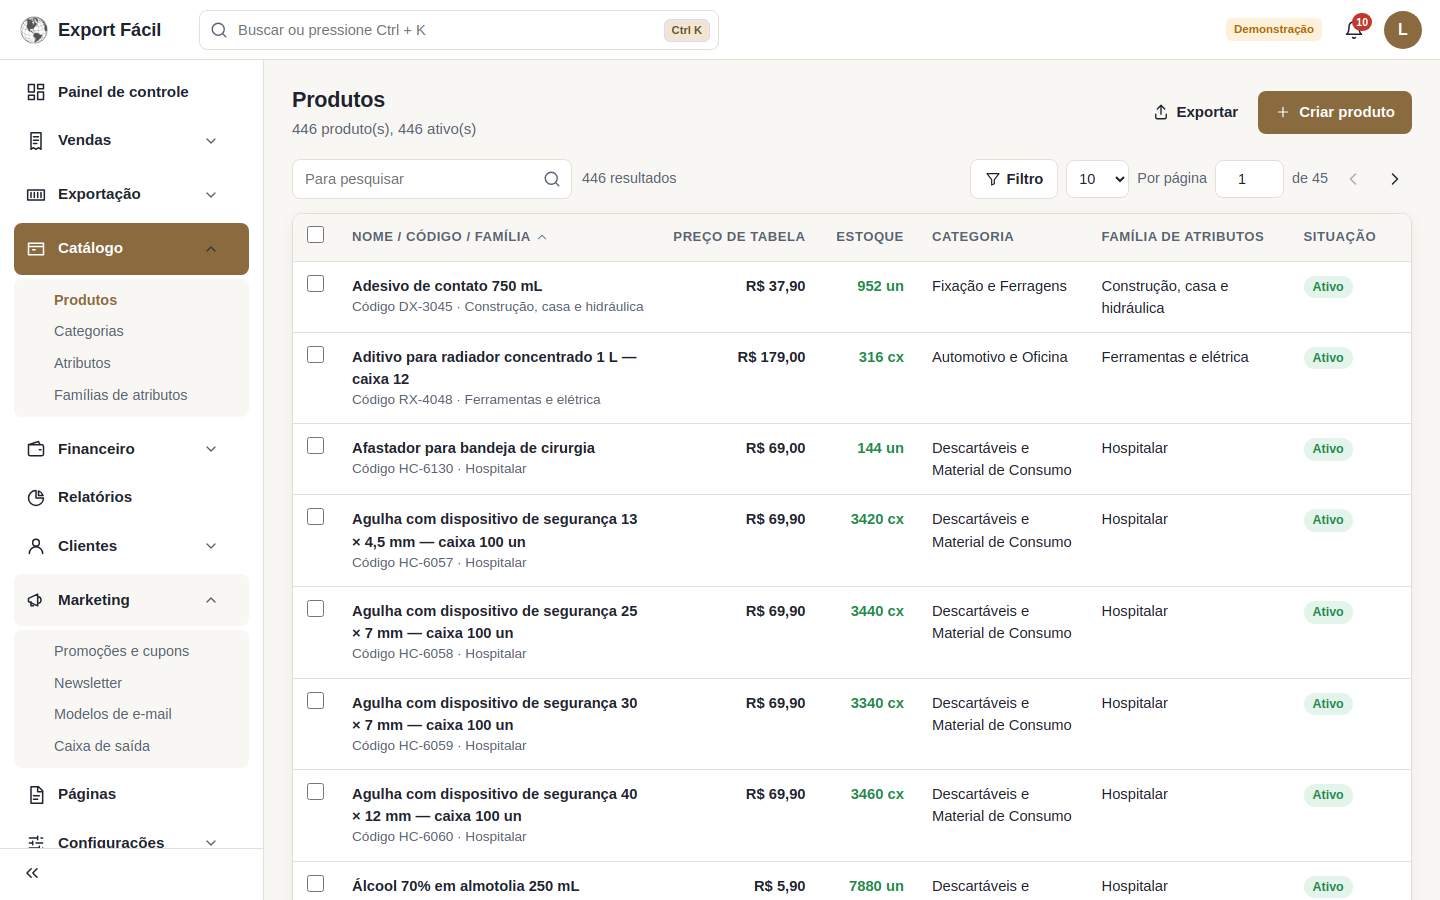 Export Fácil
Buscar ou pressione Ctrl + K
Ctrl K
Demonstração
10
L
Painel de controle
Vendas
Exportação
Catálogo
Produtos
Categorias
Atributos
Famílias de atributos
Financeiro
Relatórios
Clientes
Marketing
Promoções e cupons
Newsletter
Modelos de e-mail
Caixa de saída
Páginas
Configurações
Produtos
446 produto(s), 446 ativo(s)
Exportar
Criar produto
Para pesquisar
446 resultados
Filtro
10
Por página
1
de 45
NOME / CÓDIGO / FAMÍLIA
PREÇO DE TABELA
ESTOQUE
CATEGORIA
FAMÍLIA DE ATRIBUTOS
SITUAÇÃO
Adesivo de contato 750 mL
Código DX-3045 · Construção, casa e hidráulica
R$ 37,90
952 un
Fixação e Ferragens
Construção, casa e
hidráulica
Ativo
Aditivo para radiador concentrado 1 L —
caixa 12
Código RX-4048 · Ferramentas e elétrica
R$ 179,00
316 cx
Automotivo e Oficina
Ferramentas e elétrica
Ativo
Afastador para bandeja de cirurgia
Código HC-6130 · Hospitalar
R$ 69,00
144 un
Descartáveis e
Material de Consumo
Hospitalar
Ativo
Agulha com dispositivo de segurança 13
× 4,5 mm — caixa 100 un
Código HC-6057 · Hospitalar
R$ 69,90
3420 cx
Descartáveis e
Material de Consumo
Hospitalar
Ativo
Agulha com dispositivo de segurança 25
× 7 mm — caixa 100 un
Código HC-6058 · Hospitalar
R$ 69,90
3440 cx
Descartáveis e
Material de Consumo
Hospitalar
Ativo
Agulha com dispositivo de segurança 30
× 7 mm — caixa 100 un
Código HC-6059 · Hospitalar
R$ 69,90
3340 cx
Descartáveis e
Material de Consumo
Hospitalar
Ativo
Agulha com dispositivo de segurança 40
× 12 mm — caixa 100 un
Código HC-6060 · Hospitalar
R$ 69,90
3460 cx
Descartáveis e
Material de Consumo
Hospitalar
Ativo
Álcool 70% em almotolia 250 mL
R$ 5,90
7880 un
Descartáveis e
Hospitalar
Ativo